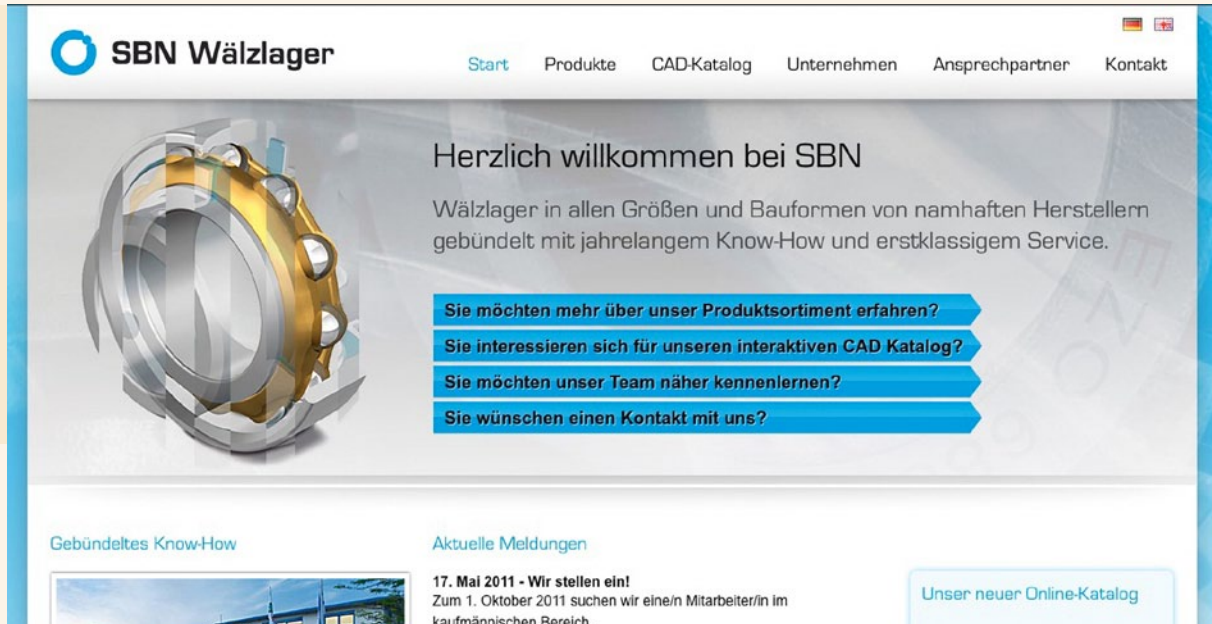 SBN Wälzlager
Start Produkte CAD-Katalog Unternehmen Ansprechpartner Kontakt
Herzlich willkommen bei SBN
Wälzlager in allen Größen und Bauformen von namhaften Herstellern
gebündelt mit jahrelangem Know-How und erstklassigem Service.
Sie möchten mehr über unser Produktsortiment erfahren?
Sie interessieren sich für unseren interaktiven CAD Katalog?
Sie möchten unser Team näher kennenlernen?
Sie wünschen einen Kontakt mit uns?
Gebündeltes Know-How
Aktuelle Meldungen
17. Mai 2011 - Wir stellen ein!
Zum 1. Oktober 2011 suchen wir eine/n Mitarbeiter/in im
kaufmännischen Bereich
Unser neuer Online-Katalog